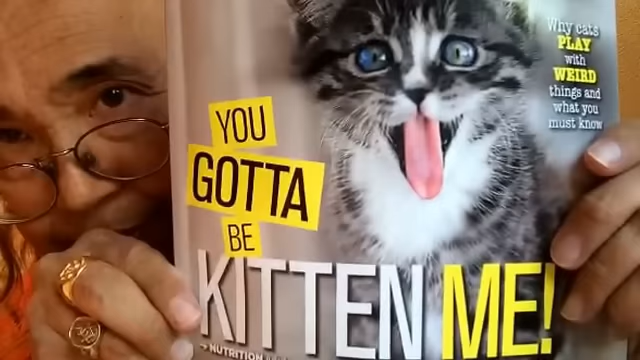 Why cats
PLAY
with
WEIRD
things and
what you
must know
YOU
GOTTA
BE
KITTEN ME!
NUTRITION